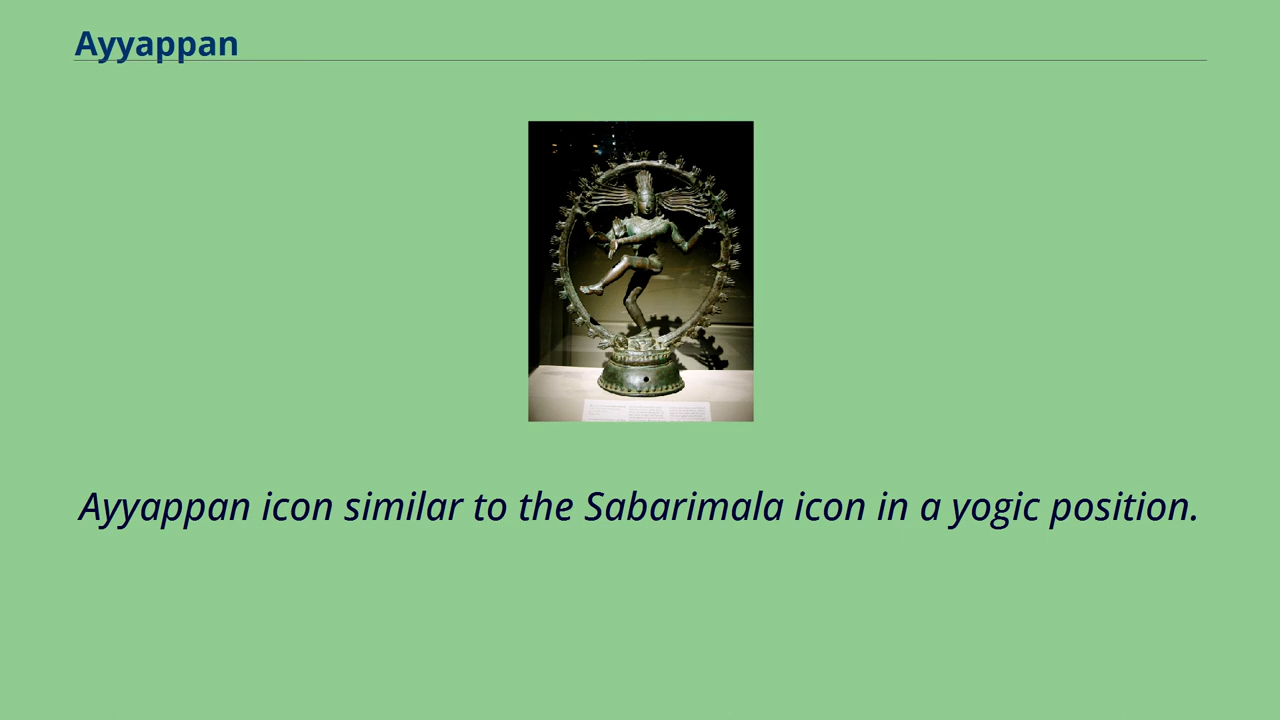 Ayyappan
Ayyappan icon similar to the Sabarimala icon in a yogic position.